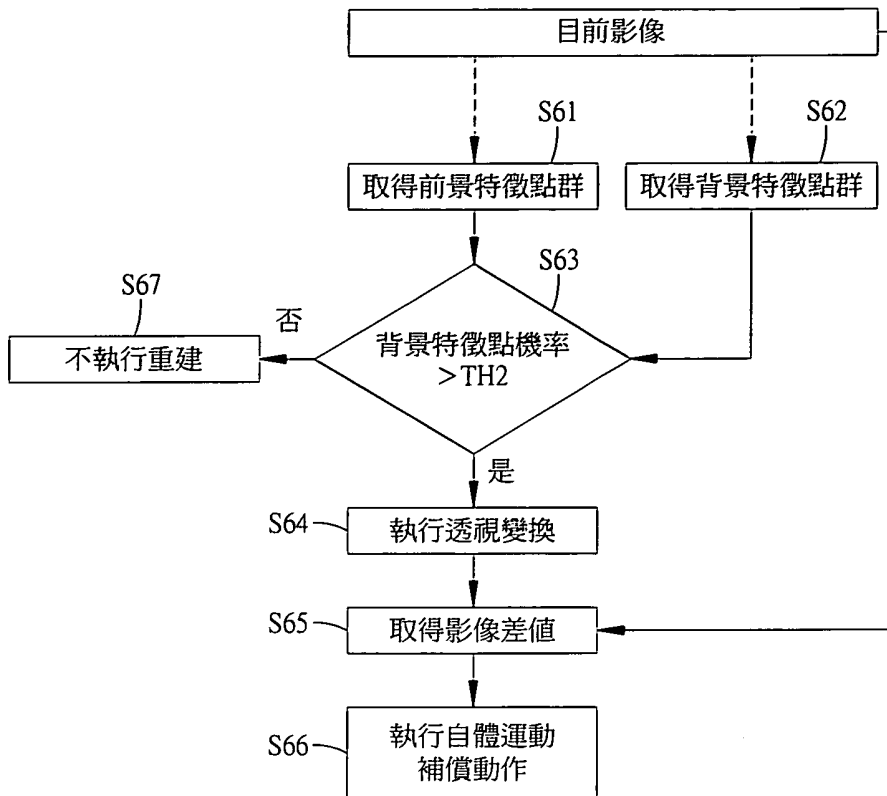 目前影像
S61
S62
取得前景特徵點群
取得背景特徵點群
S63
S67
否
背景特徵點機率
>TH2
不執行重建
是
S64
執行透視變換
S65
取得影像差值
S66
執行自體運動
補償動作